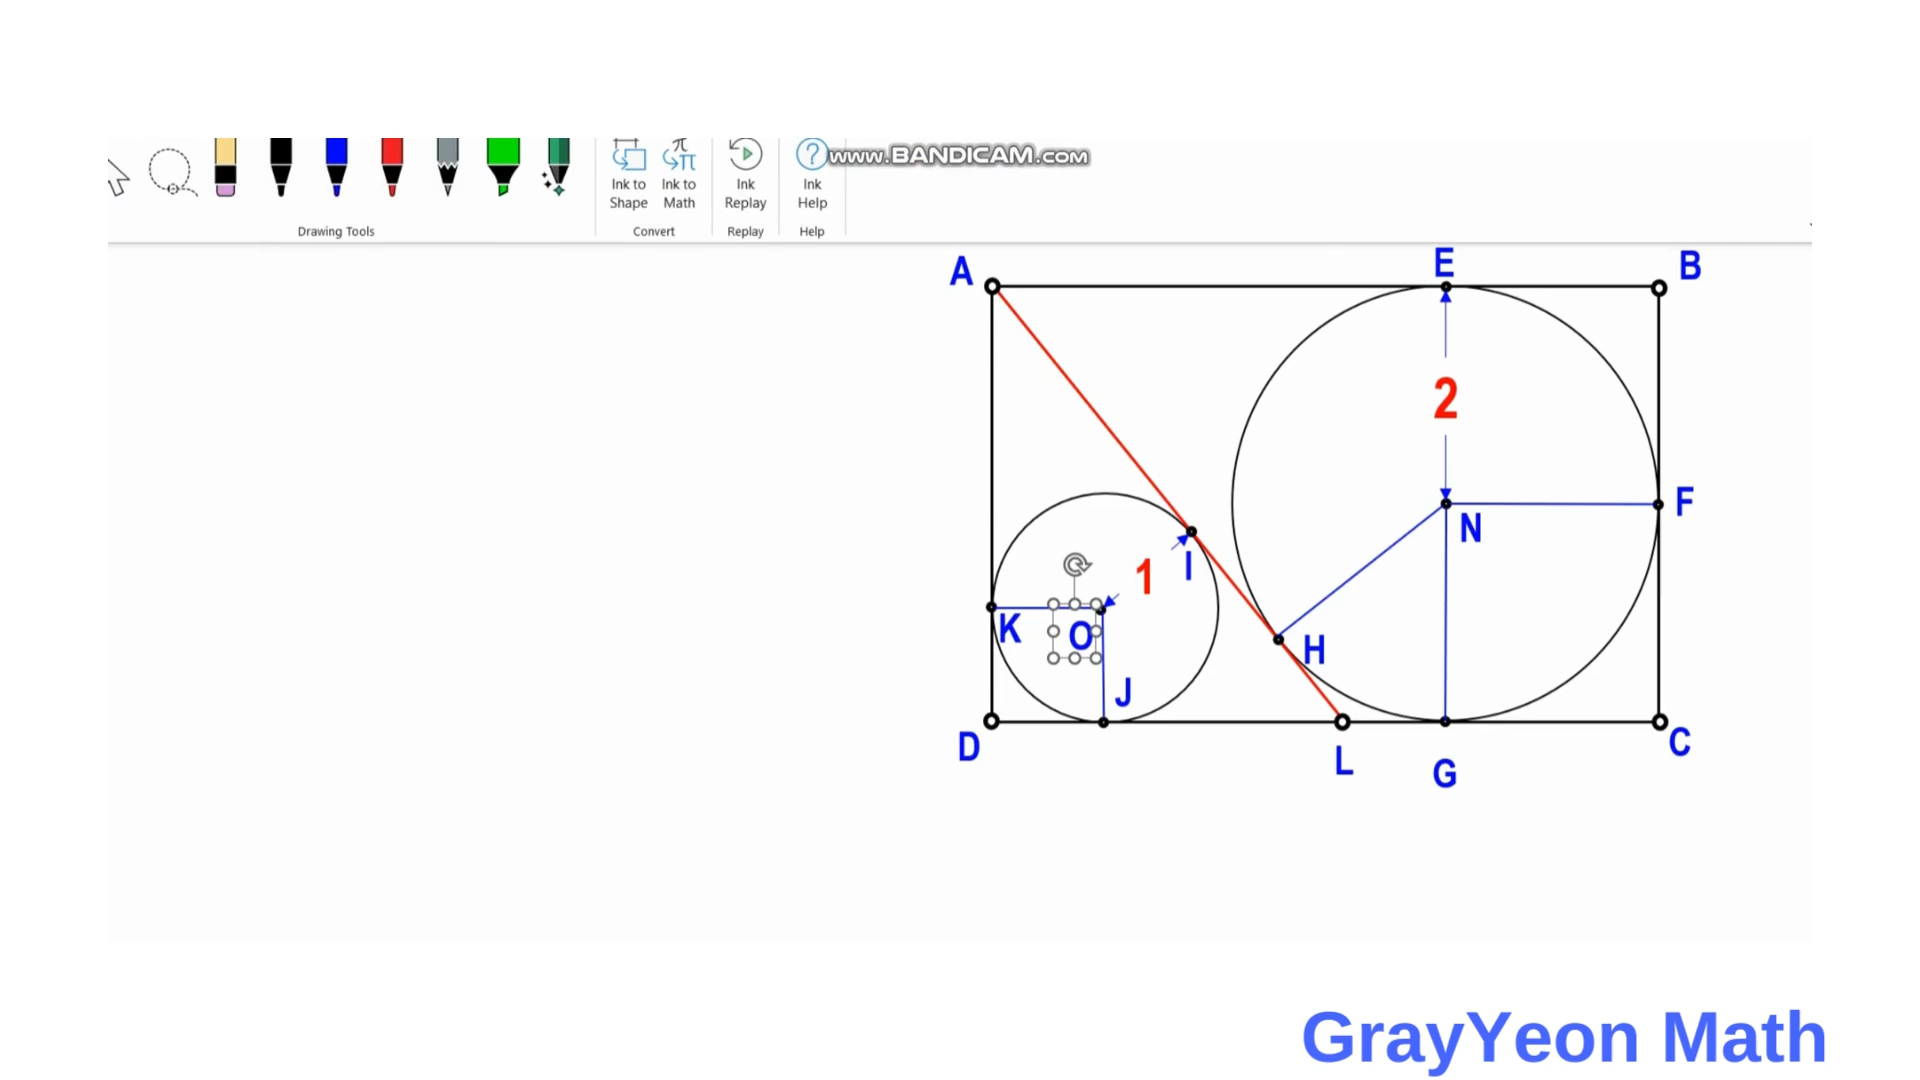 www.BANDICAM.com
Ink to Shape
Ink to Math
Ink Replay
Ink Help
Drawing Tools
Convert
Replay
Help
A
E
B
2
N
F
1
I
K
O
H
J
D
L
G
C
GrayYeon Math